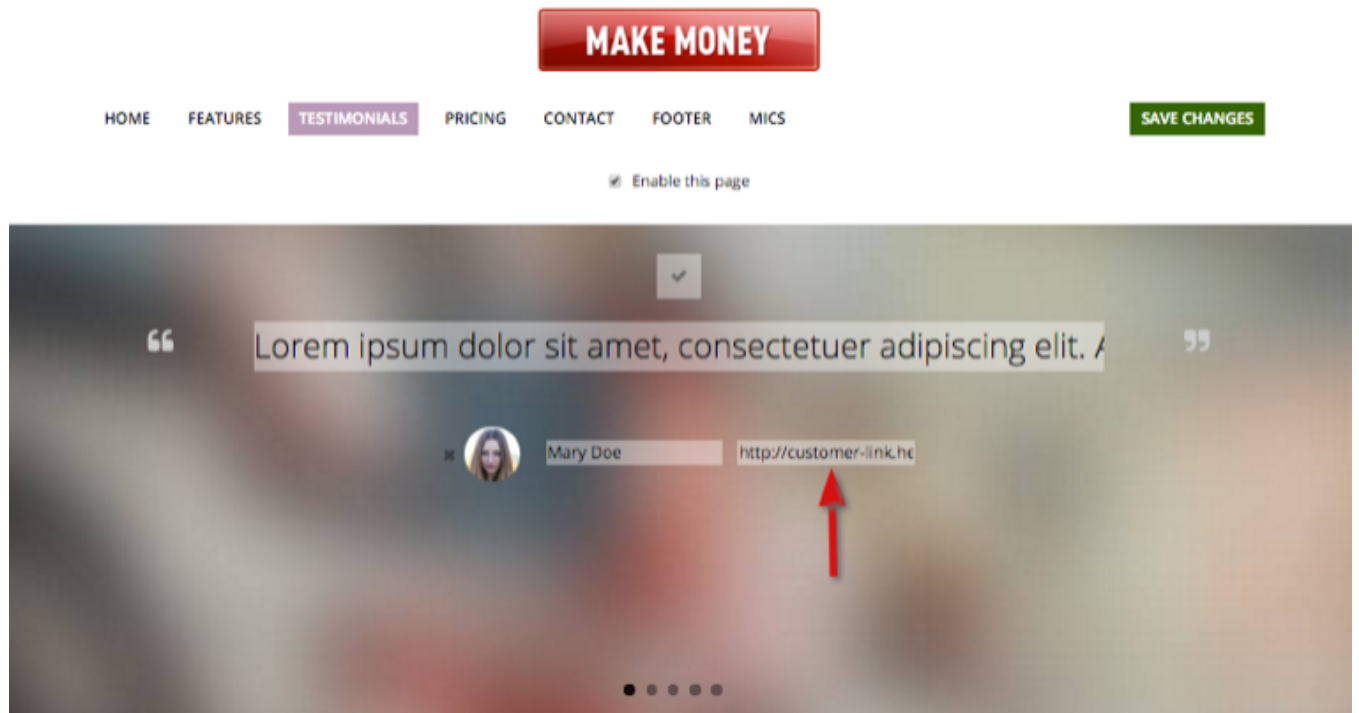 MAKE MONEY
HOME FEATURES TESTIMONIALS PRICING CONTACT FOOTER MICS SAVE CHANGES
Enable this page
“ Lorem ipsum dolor sit amet, consectetuer adipiscing elit. A ”
Mary Doe http://customer-link.he